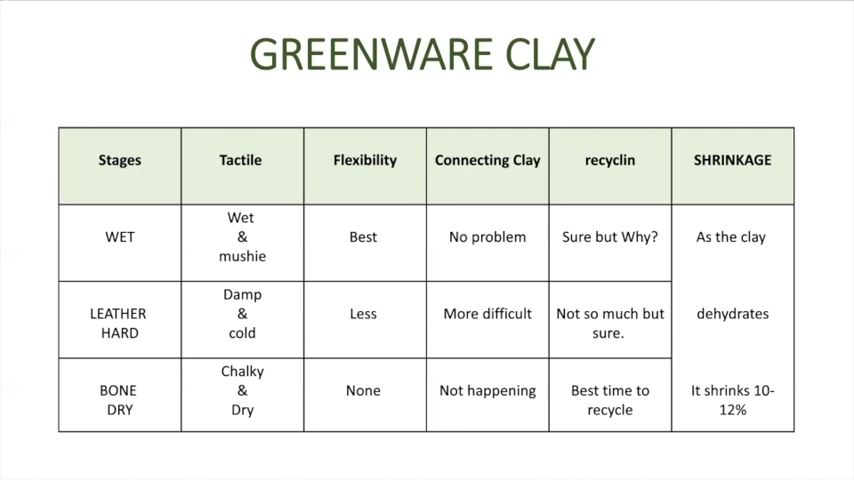 GREENWARE CLAY
Stages Tactile Flexibility Connecting Clay recyclin SHRINKAGE
WET
Wet
&
mushie
Best
No problem
Sure but Why?
As the clay
LEATHER
HARD
Damp
&
cold
Less
More difficult
Not so much but
sure.
dehydrates
BONE
DRY
Chalky
&
Dry
None
Not happening
Best time to
recycle
It shrinks 10-
12%